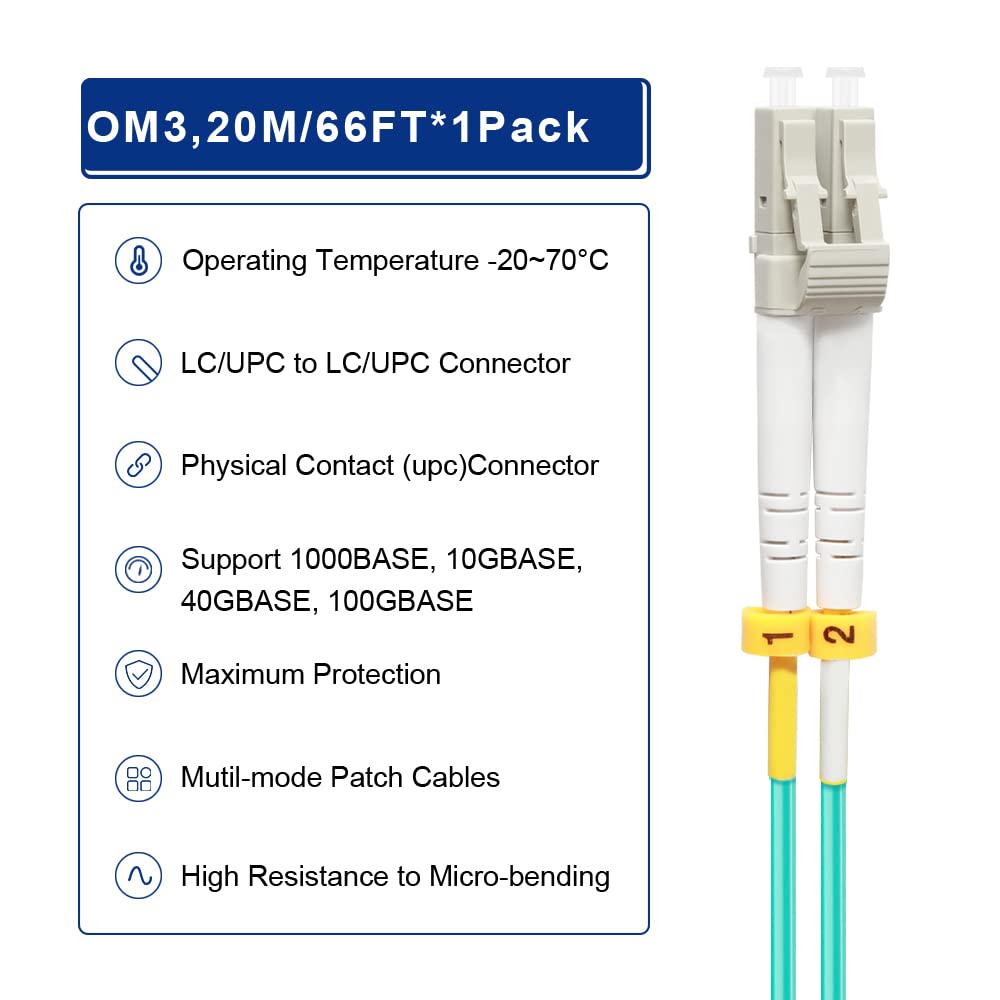 OM3,20M/66FT*1Pack
Operating Temperature -20~70°C
LC/UPC to LC/UPC Connector
Physical Contact (upc)Connector
Support 1000BASE, 10GBASE,
40GBASE, 100GBASE
Maximum Protection
Mutil-mode Patch Cables
High Resistance to Micro-bending
1
2